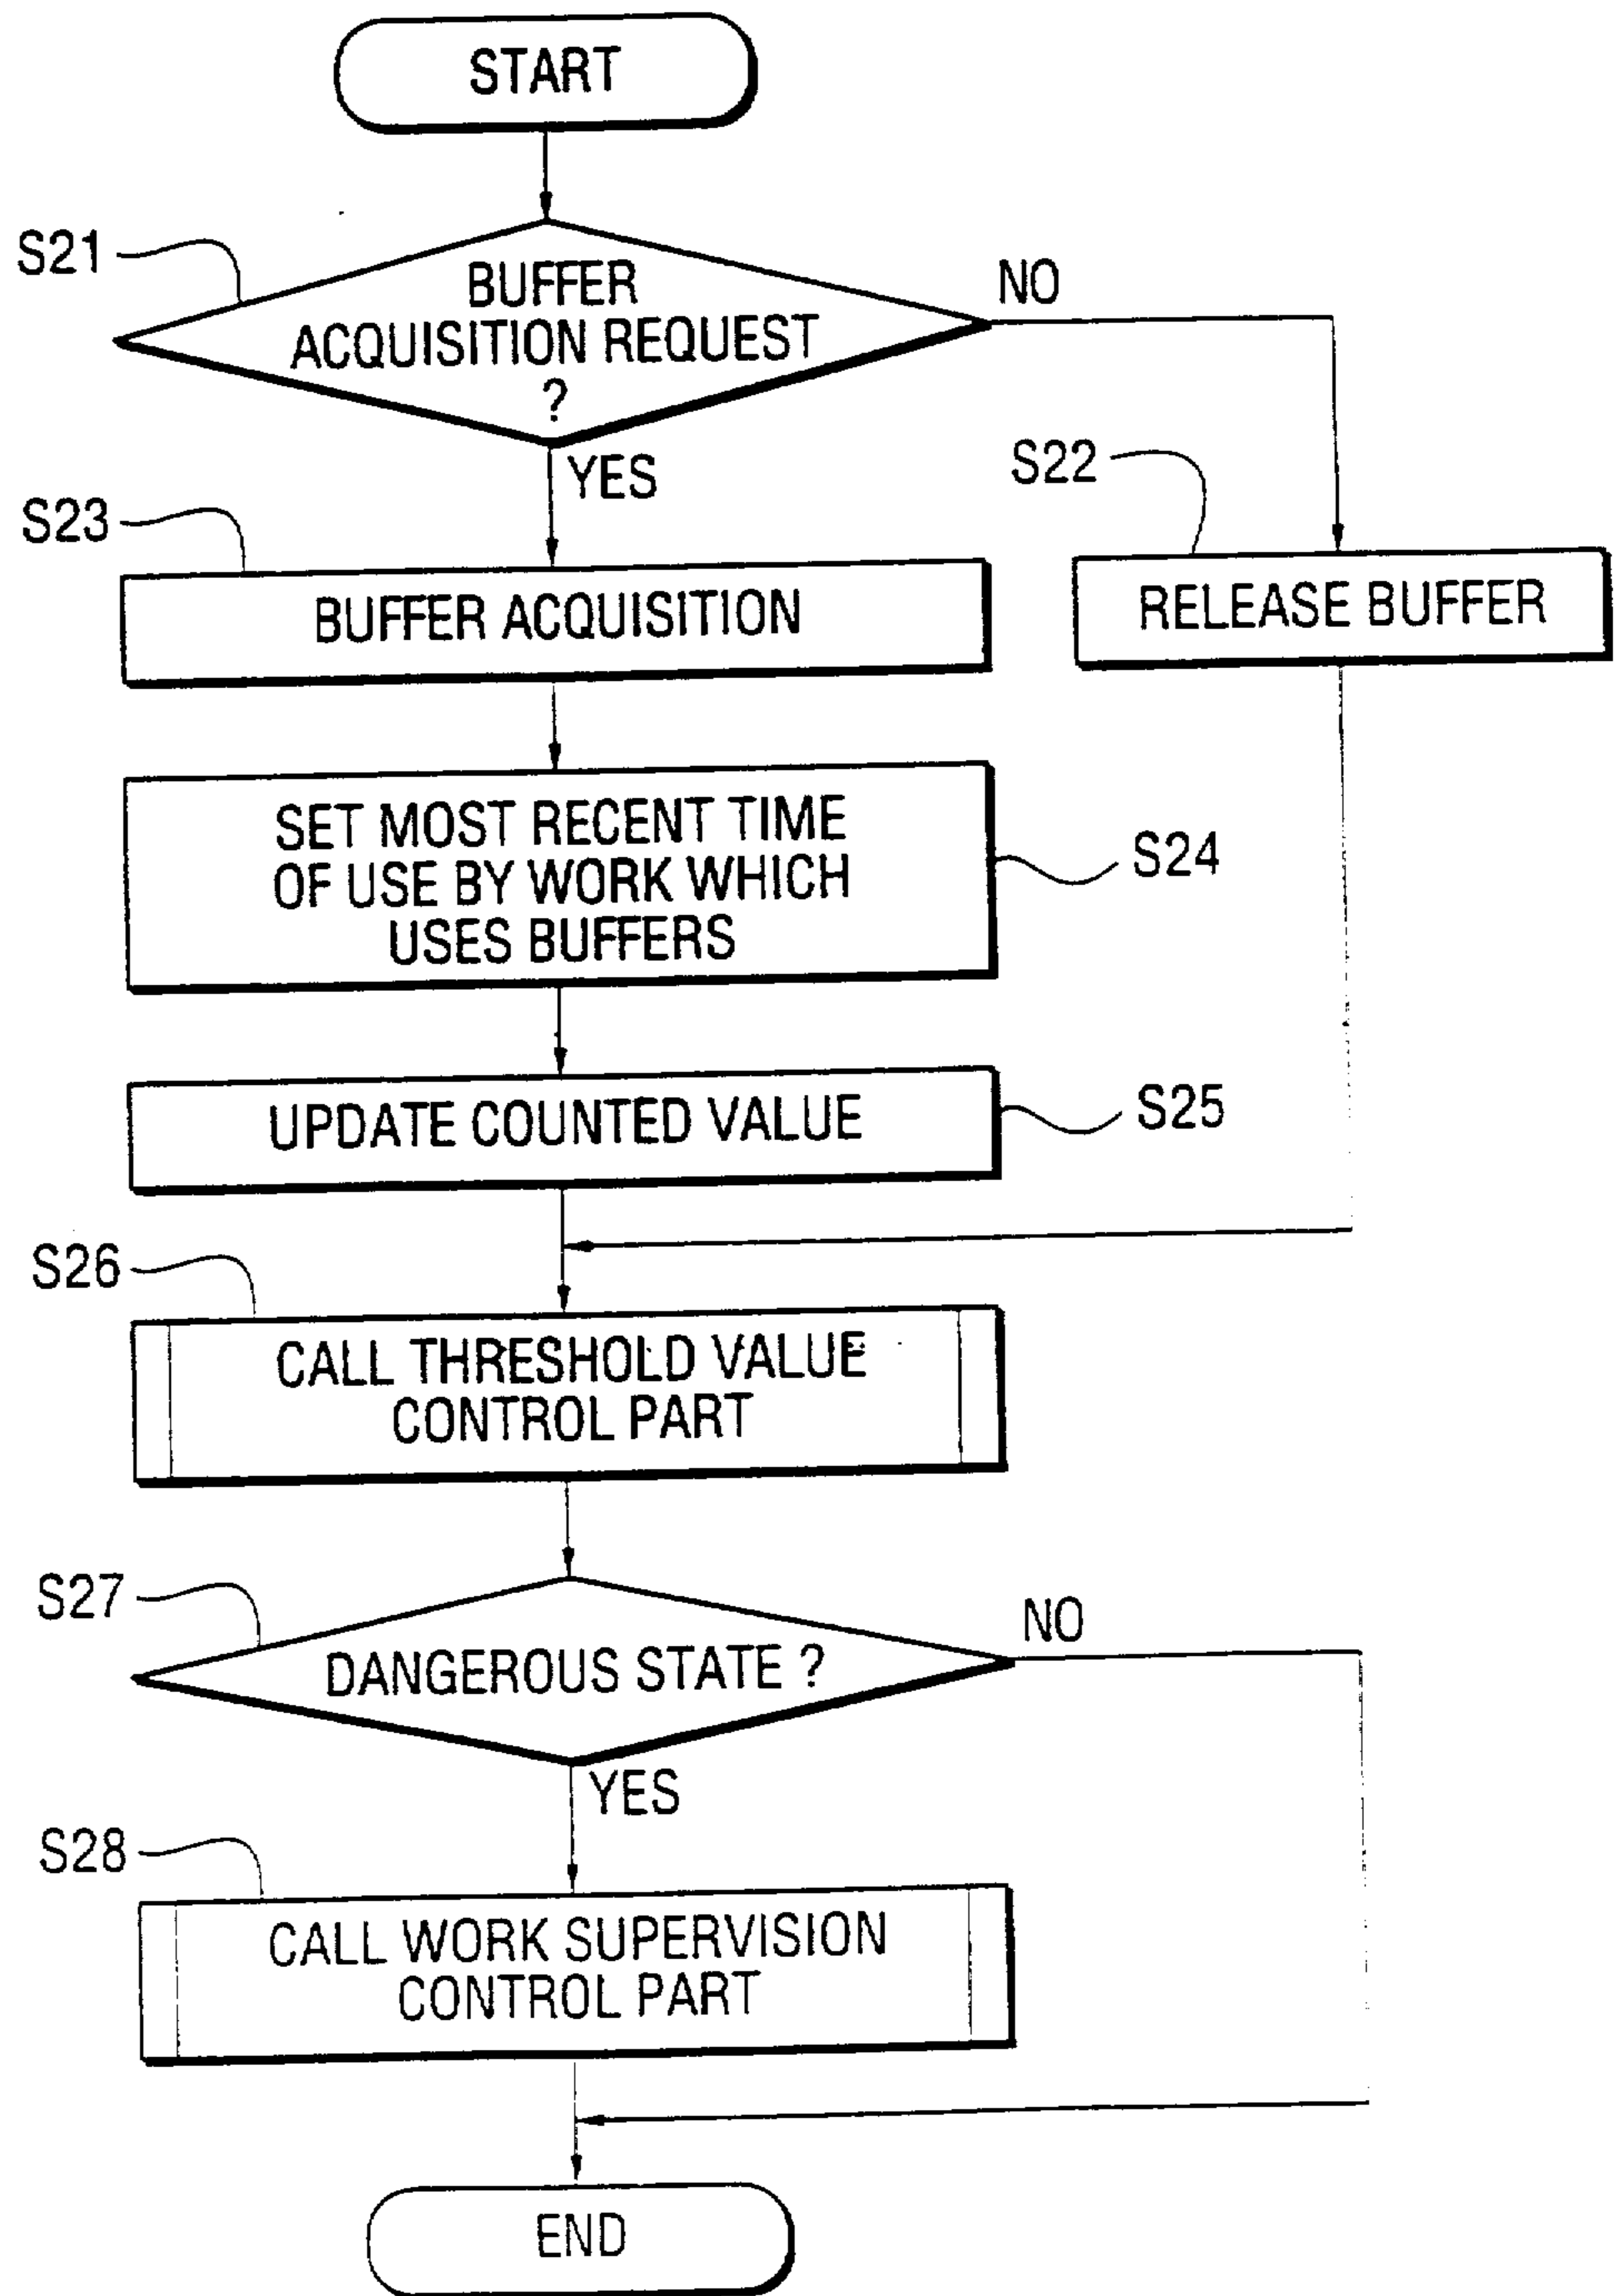 START
S21
BUFFER
ACQUISITION REQUEST
?
NO
YES
S22
S23
BUFFER ACQUISITION
RELEASE BUFFER
SET MOST RECENT TIME
OF USE BY WORK WHICH
USES BUFFERS
S24
UPDATE COUNTED VALUE
S25
S26
CALL THRESHOLD VALUE
CONTROL PART
S27
DANGEROUS STATE ?
NO
YES
S28
CALL WORK SUPERVISION
CONTROL PART
END